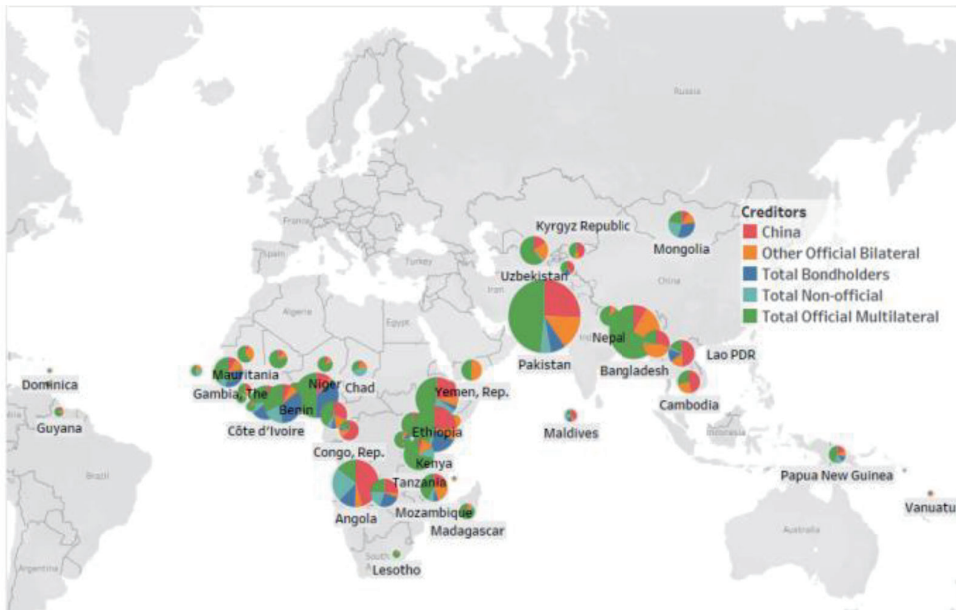 Russia
France
Spain
Turkey
Iran
China
Algeria
Egypt
Indonesia
Brazil
Australia
Argentina
South
Kyrgyz Republic
Mongolia
Uzbekistan
Creditors
China
Other Official Bilateral
Total Bondholders
Total Non-official
Total Official Multilateral
Nepal
Lao PDR
Pakistan
Bangladesh
Cambodia
Dominica
Guyana
Mauritania
Gambia, The
Niger
Chad
Yemen, Rep.
Benin
Côte d'Ivoire
Ethiopia
Maldives
Congo, Rep.
Kenya
Tanzania
Papua New Guinea
Angola
Mozambique
Vanuatu
Madagascar
Lesotho